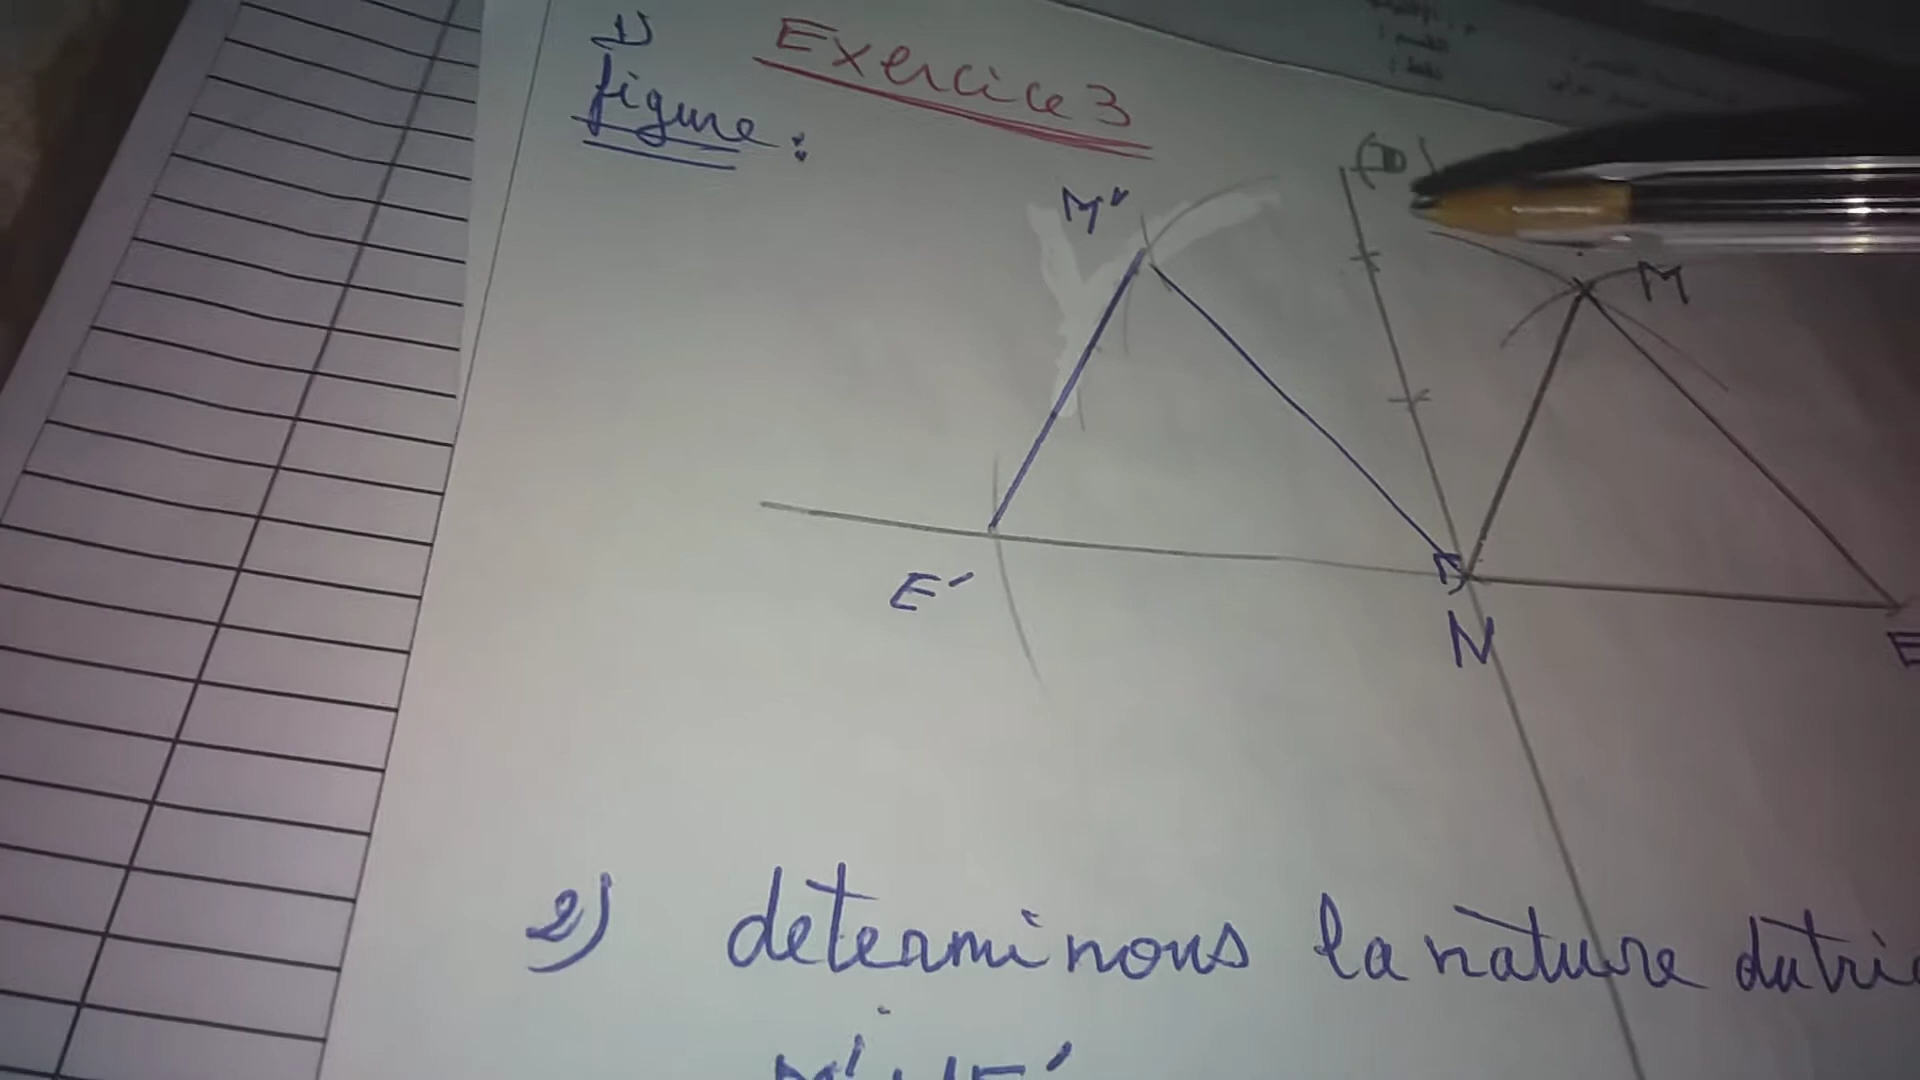 1)
Exercice 3
figure :
(D)
M'
M
E'
N
E
2) determinons la nature du tri